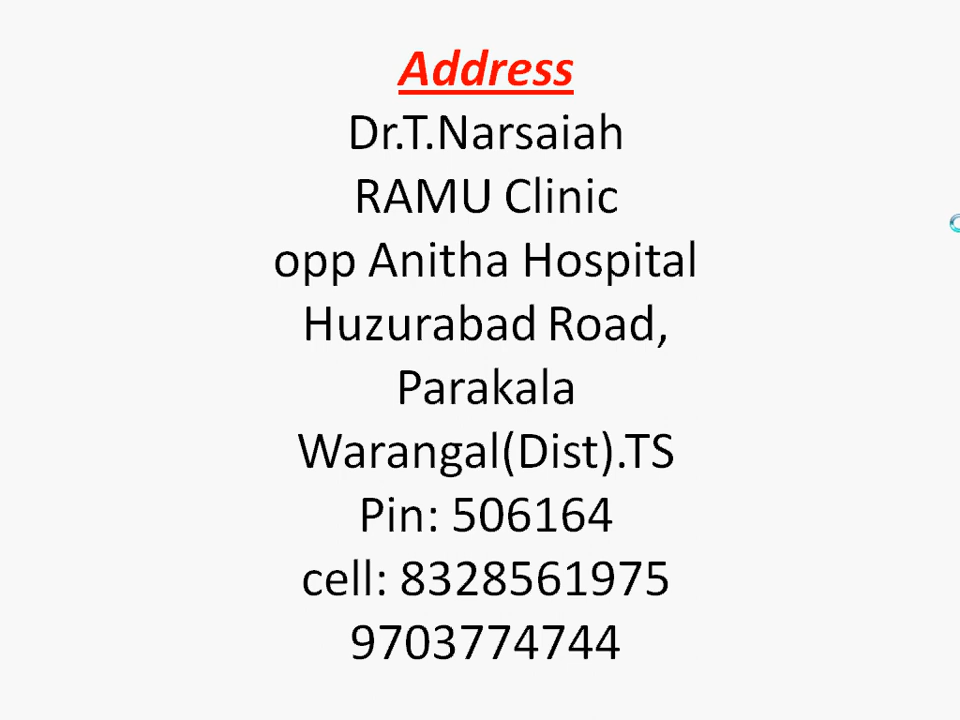 Address
Dr.T.Narsaiah
RAMU Clinic
opp Anitha Hospital
Huzurabad Road,
Parakala
Warangal(Dist).TS
Pin: 506164
cell: 8328561975
9703774744